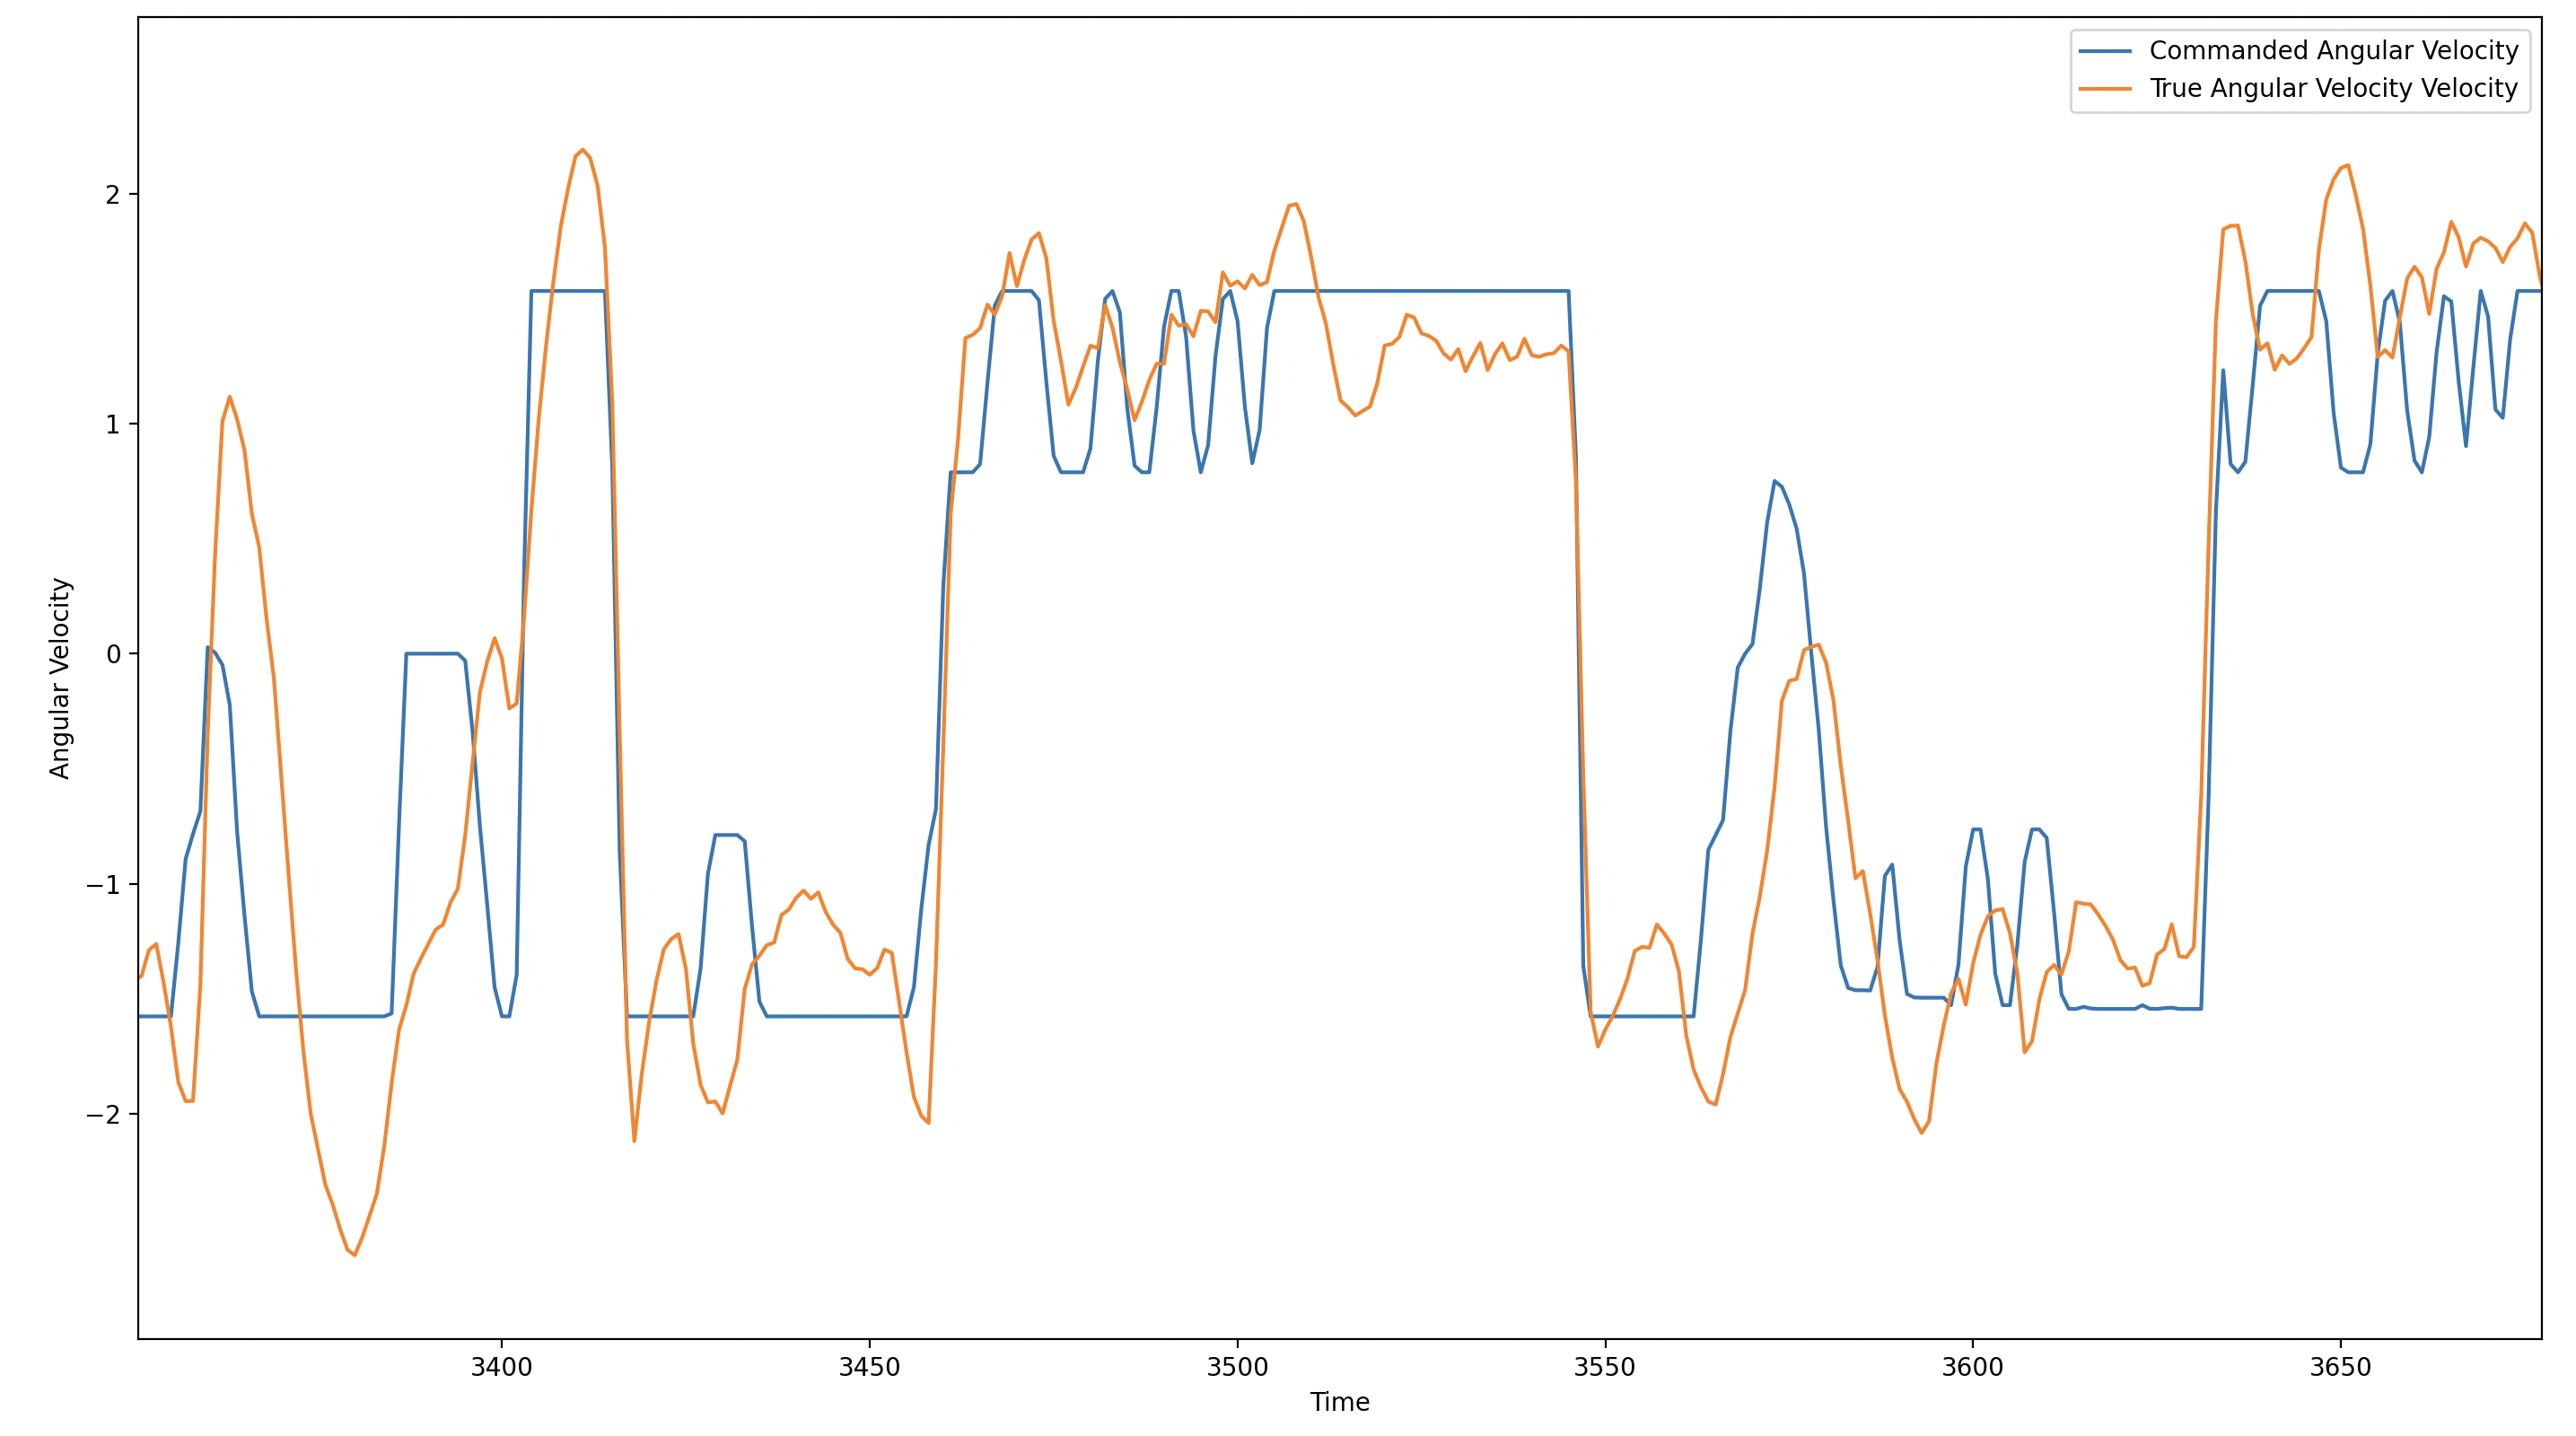 Commanded Angular Velocity
True Angular Velocity Velocity
2
1
0
−1
−2
Angular Velocity
3400 3450 3500 3550 3600 3650
Time